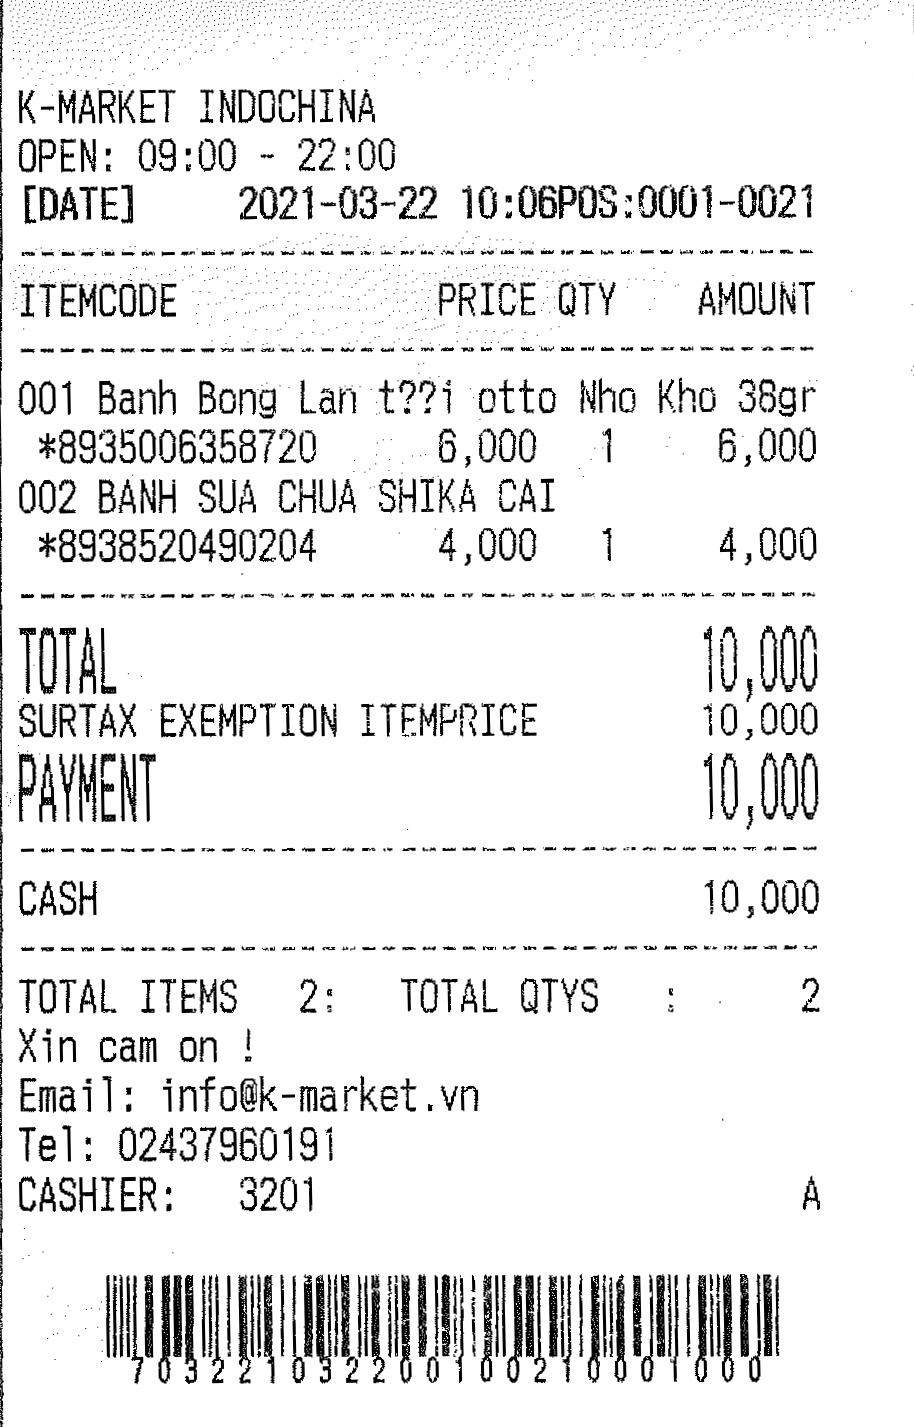 K-MARKET INDOCHINA
OPEN: 09:00 - 22:00
[DATE] 2021-03-22 10:06POS:0001-0021
ITEMCODE PRICE QTY AMOUNT
001 Banh Bong Lan t??i otto Nho Kho 38gr
*8935006358720 6,000 1 6,000
002 BANH SUA CHUA SHIKA CAI
*8938520490204 4,000 1 4,000
TOTAL 10,000
SURTAX EXEMPTION ITEMPRICE 10,000
PAYMENT 10,000
CASH 10,000
TOTAL ITEMS 2: TOTAL QTYS : 2
Xin cam on !
Email: info@k-market.vn
Tel: 02437960191
CASHIER: 3201 A
703221032200100210001000